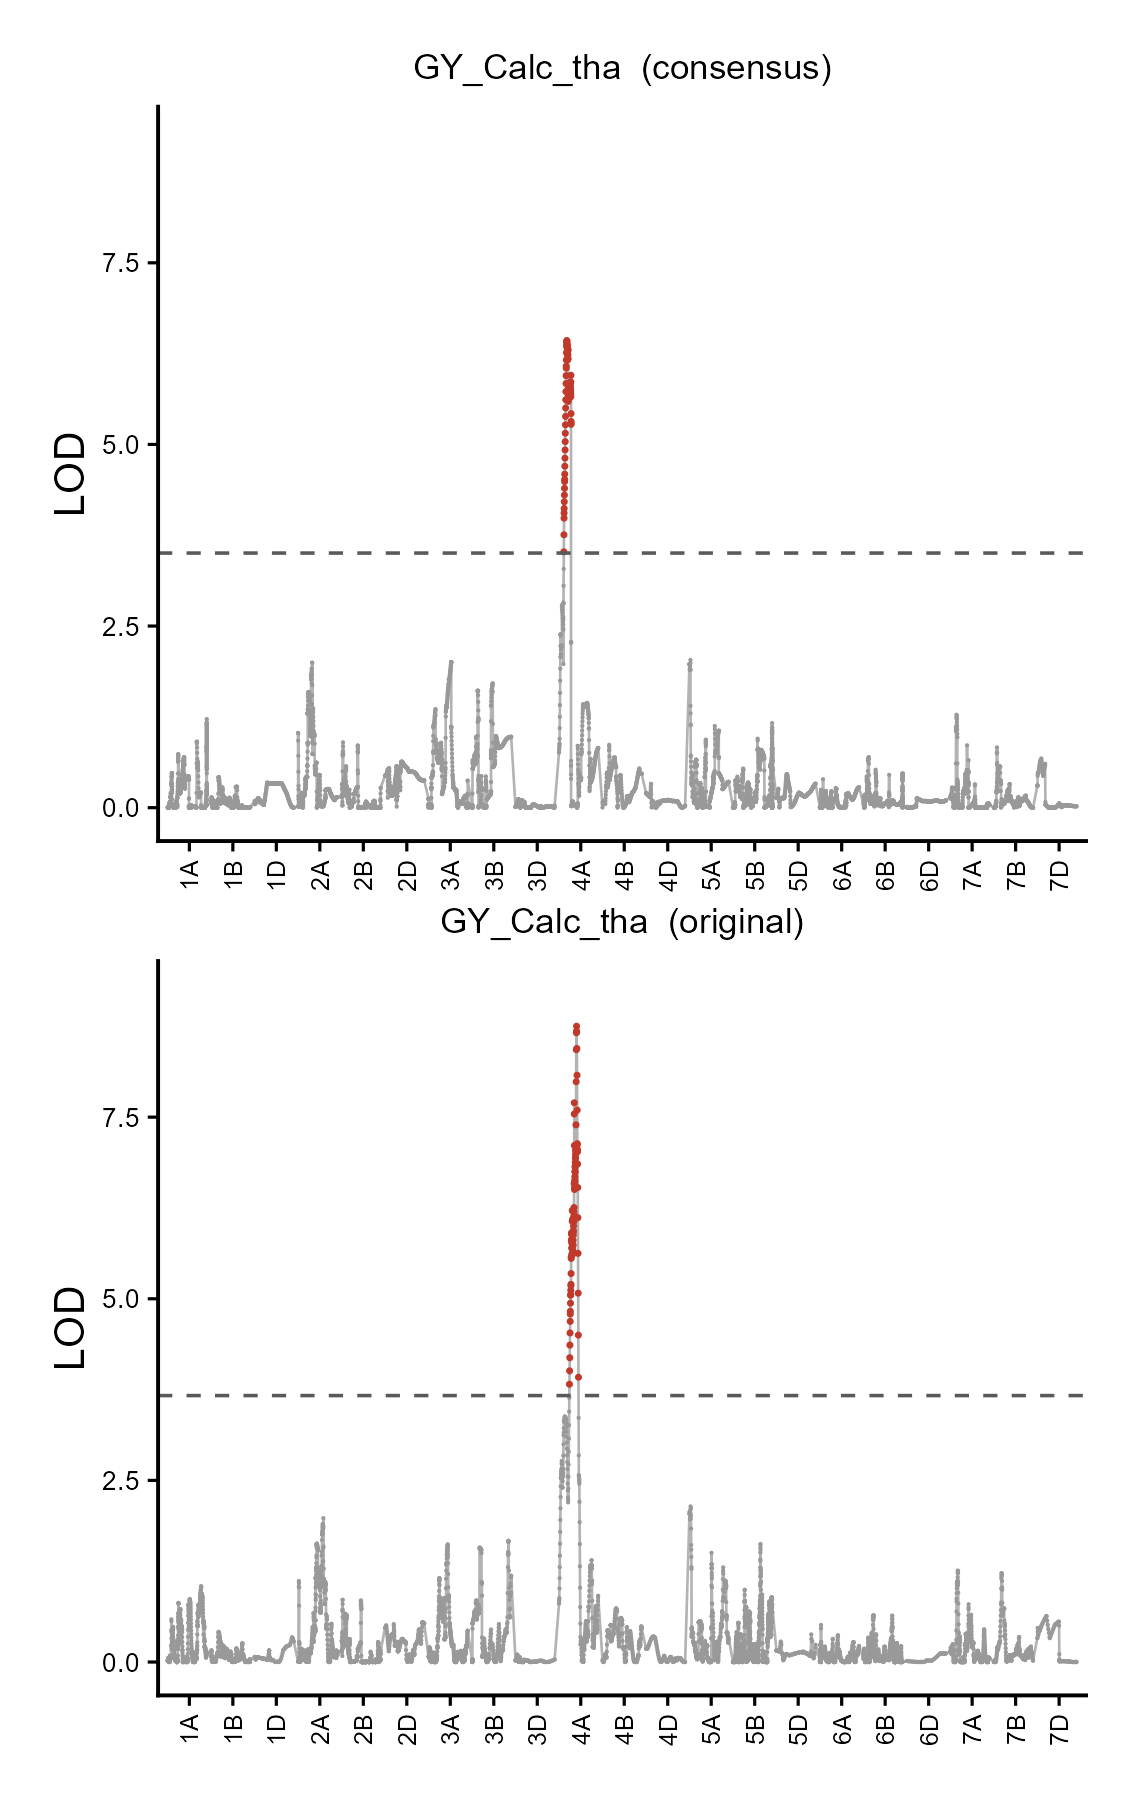 GY_Calc_tha (consensus)
LOD
7.5
5.0
2.5
0.0
1A 1B 1D 2A 2B 2D 3A 3B 3D 4A 4B 4D 5A 5B 5D 6A 6B 6D 7A 7B 7D
GY_Calc_tha (original)
LOD
7.5
5.0
2.5
0.0
1A 1B 1D 2A 2B 2D 3A 3B 3D 4A 4B 4D 5A 5B 5D 6A 6B 6D 7A 7B 7D